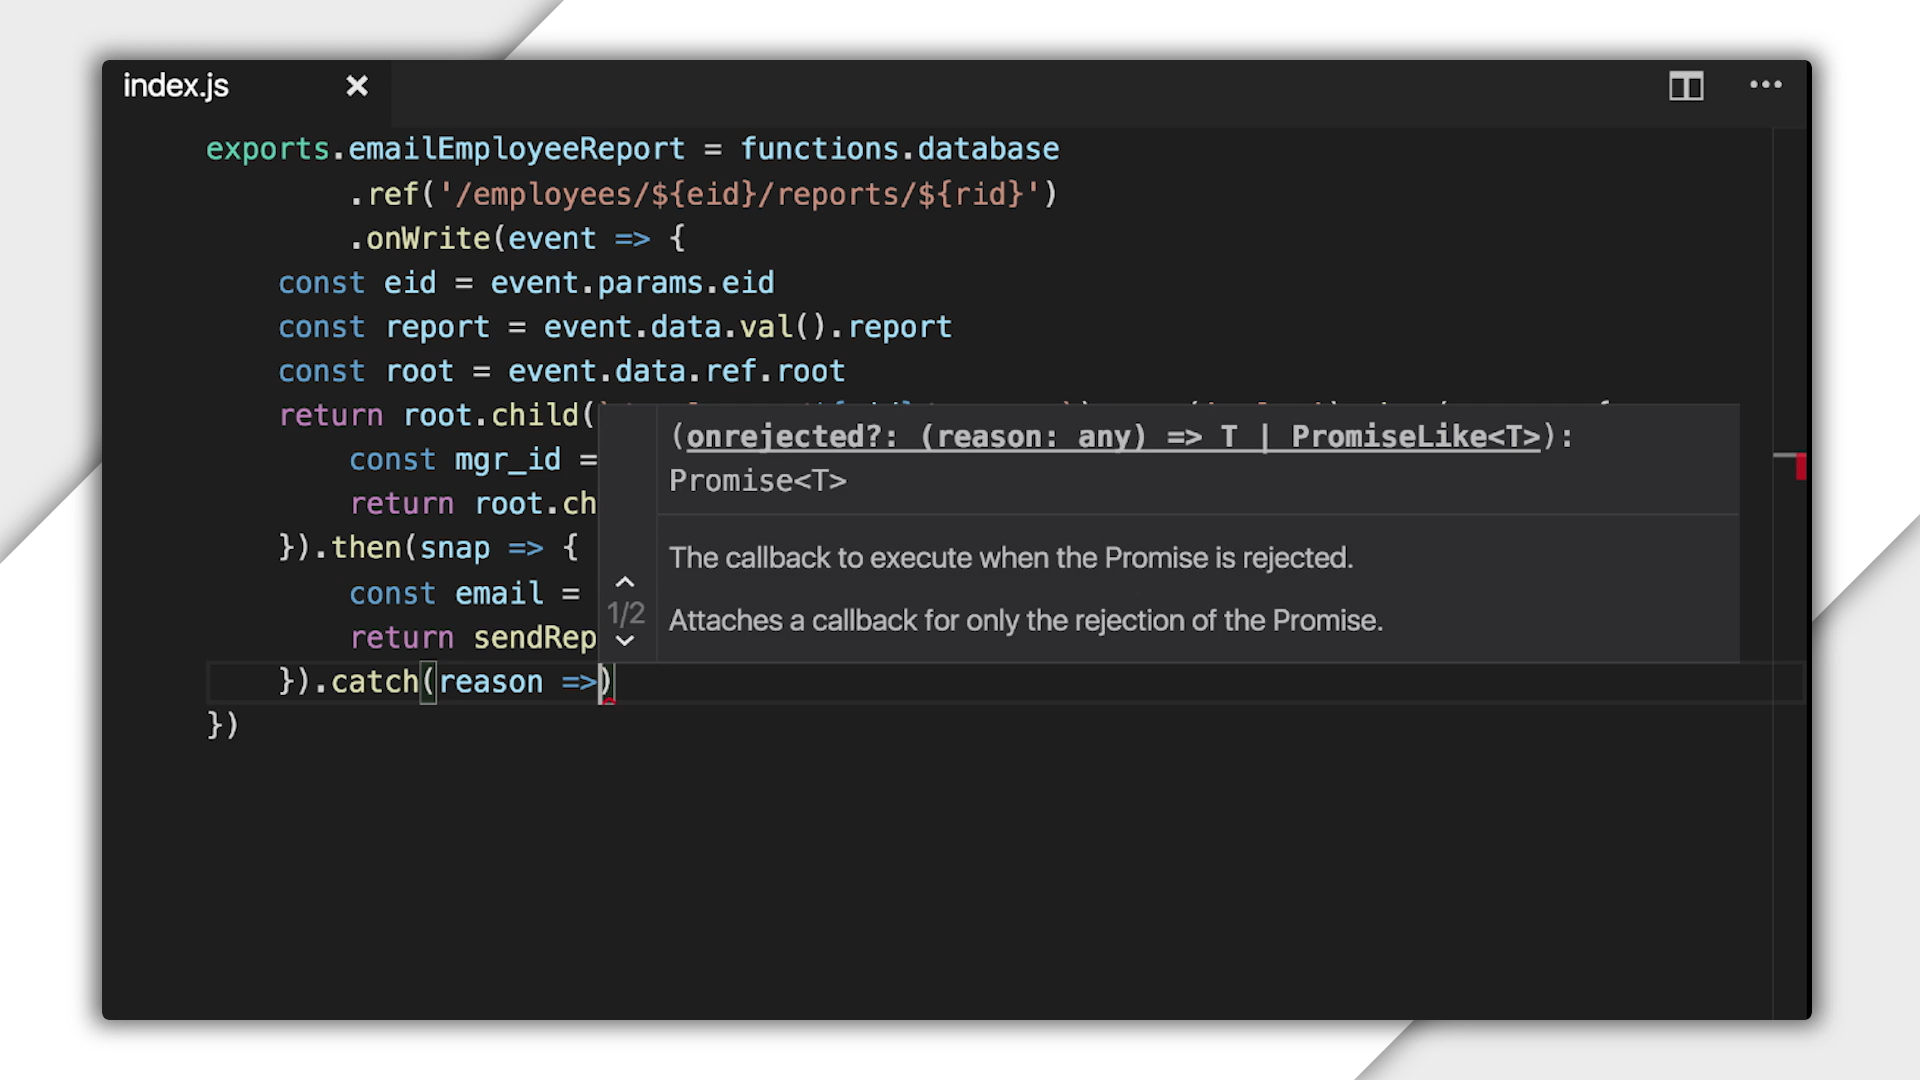 index.js
exports.emailEmployeeReport = functions.database
.ref('/employees/${eid}/reports/${rid}')
.onWrite(event => {
const eid = event.params.eid
const report = event.data.val().report
const root = event.data.ref.root
return root.child(
(onrejected?: (reason: any) => T | PromiseLike<T>):
Promise<T>
const mgr_id =
return root.ch
}).then(snap => {
The callback to execute when the Promise is rejected.
const email =
1/2
Attaches a callback for only the rejection of the Promise.
return sendRep
}).catch(reason =>)
})